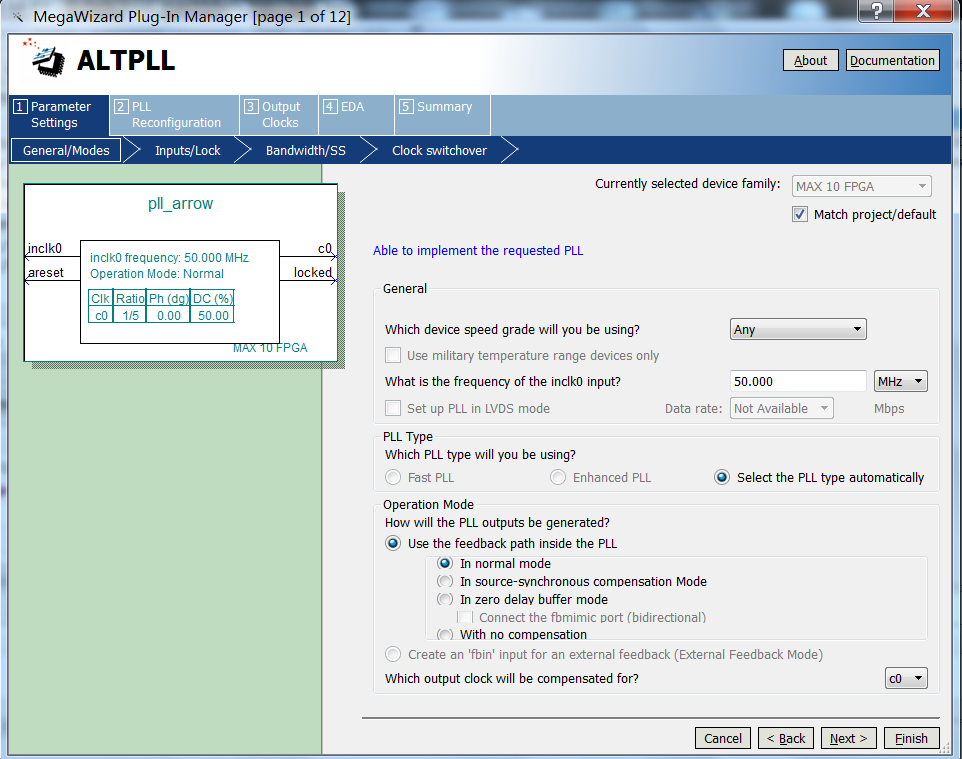 MegaWizard Plug-In Manager [page 1 of 12]
?
X
ALTPLL
About
Documentation
1 Parameter Settings
2 PLL Reconfiguration
3 Output Clocks
4 EDA
5 Summary
General/Modes
Inputs/Lock
Bandwidth/SS
Clock switchover
pll_arrow
inclk0
c0
areset
locked
inclk0 frequency: 50.000 MHz
Operation Mode: Normal
Clk Ratio Ph (dg) DC (%)
c0 1/5 0.00 50.00
MAX 10 FPGA
Currently selected device family:
MAX 10 FPGA
Match project/default
Able to implement the requested PLL
General
Which device speed grade will you be using?
Any
Use military temperature range devices only
What is the frequency of the inclk0 input?
50.000
MHz
Set up PLL in LVDS mode
Data rate:
Not Available
Mbps
PLL Type
Which PLL type will you be using?
Fast PLL
Enhanced PLL
Select the PLL type automatically
Operation Mode
How will the PLL outputs be generated?
Use the feedback path inside the PLL
In normal mode
In source-synchronous compensation Mode
In zero delay buffer mode
Connect the fbmimic port (bidirectional)
With no compensation
Create an 'fbin' input for an external feedback (External Feedback Mode)
Which output clock will be compensated for?
c0
Cancel
< Back
Next >
Finish